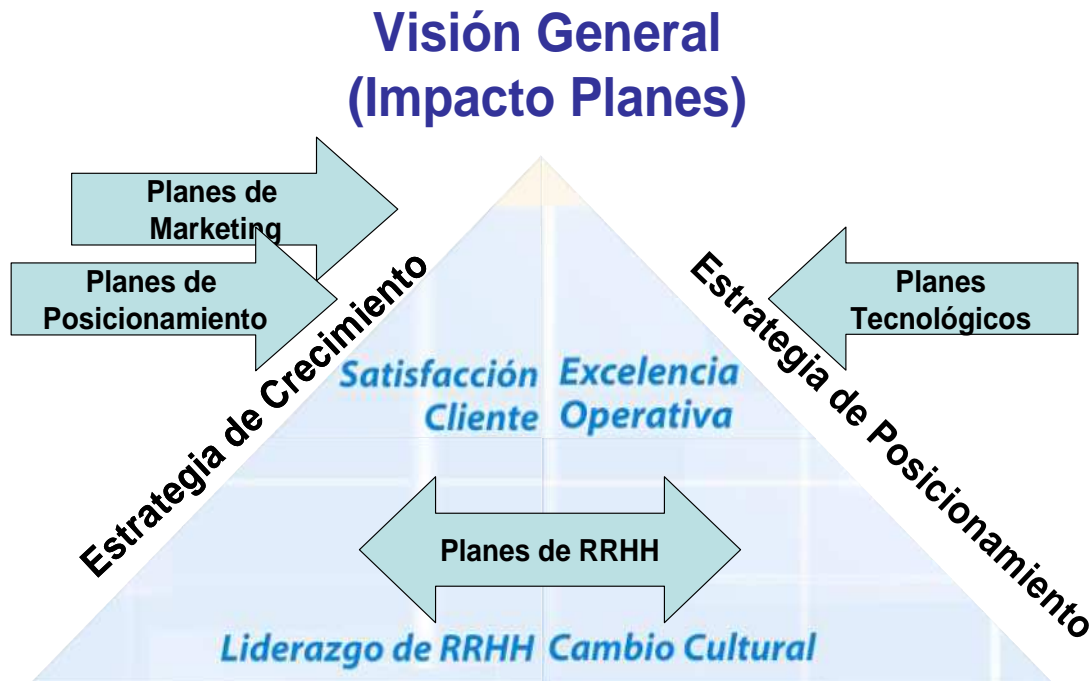 Visión General
(Impacto Planes)
Planes de
Marketing
Planes de
Posicionamiento
Estrategia de Crecimiento
Planes
Tecnológicos
Estrategia de Posicionamiento
Satisfacción
Cliente
Excelencia
Operativa
Planes de RRHH
Liderazgo de RRHH
Cambio Cultural